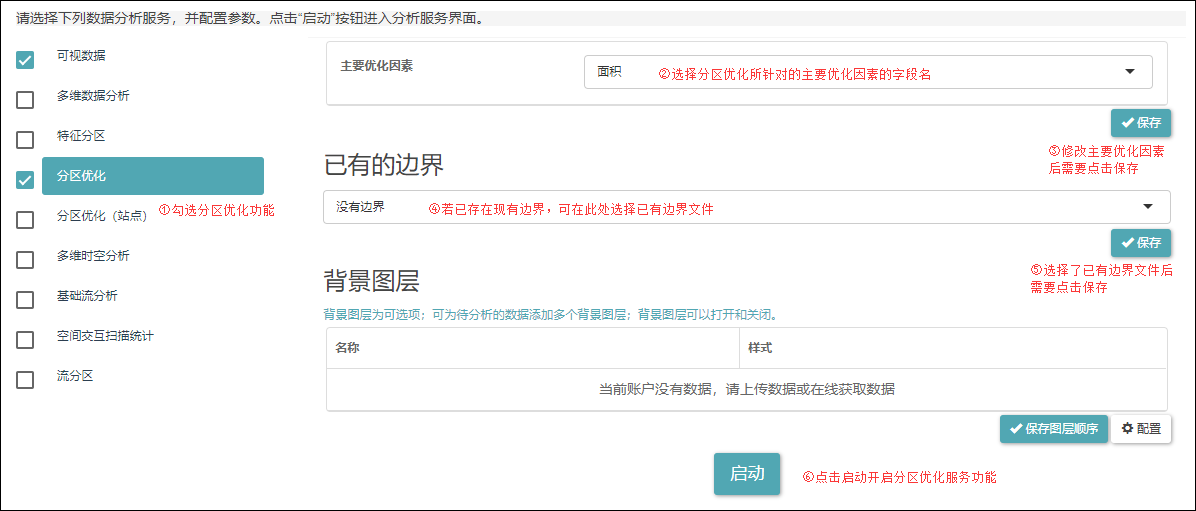 请选择下列数据分析服务，并配置参数。点击“启动”按钮进入分析服务界面。
可视数据
多维数据分析
特征分区
分区优化
①勾选分区优化功能
分区优化（站点）
多维时空分析
基础流分析
空间交互扫描统计
流分区
主要优化因素
面积
②选择分区优化所针对的主要优化因素的字段名
保存
③修改主要优化因素
后需要点击保存
已有的边界
没有边界
④若已存在现有边界，可在此处选择已有边界文件
保存
⑤选择了已有边界文件后
需要点击保存
背景图层
背景图层为可选项；可为待分析的数据添加多个背景图层；背景图层可以打开和关闭。
名称 样式
当前账户没有数据，请上传数据或在线获取数据
保存图层顺序 配置
启动
⑥点击启动开启分区优化服务功能